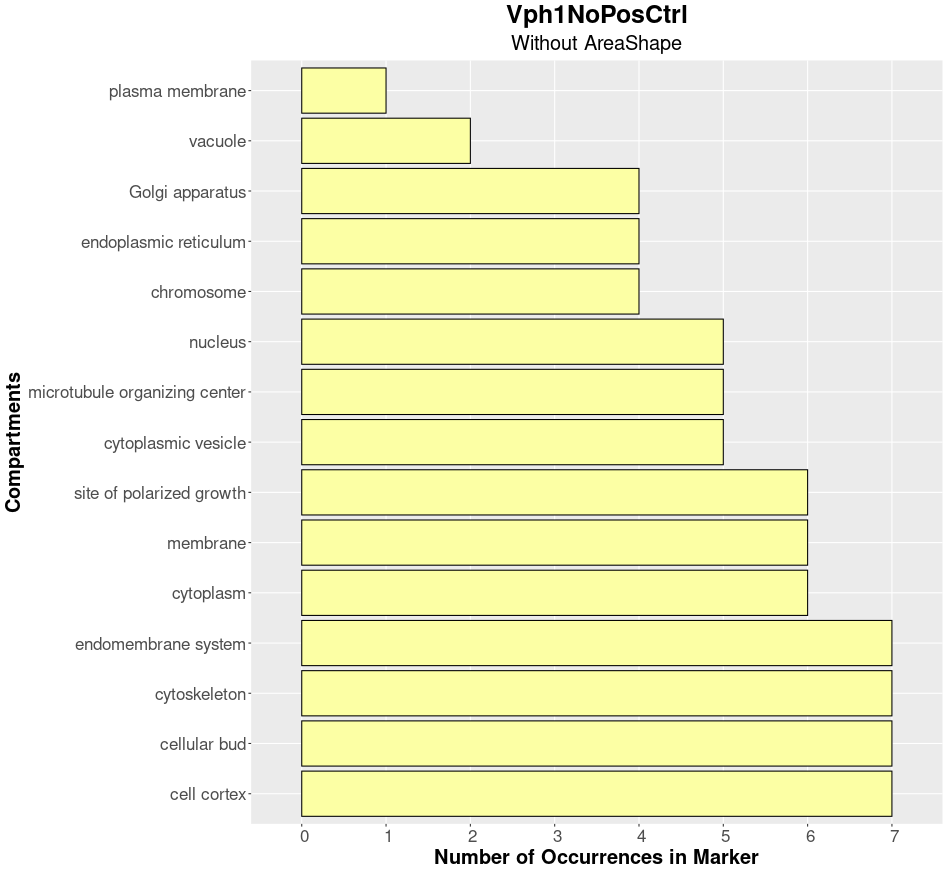 Vph1NoPosCtrl
Without AreaShape
plasma membrane
vacuole
Golgi apparatus
endoplasmic reticulum
chromosome
nucleus
microtubule organizing center
cytoplasmic vesicle
site of polarized growth
membrane
cytoplasm
endomembrane system
cytoskeleton
cellular bud
cell cortex
Compartments
0 1 2 3 4 5 6 7
Number of Occurrences in Marker